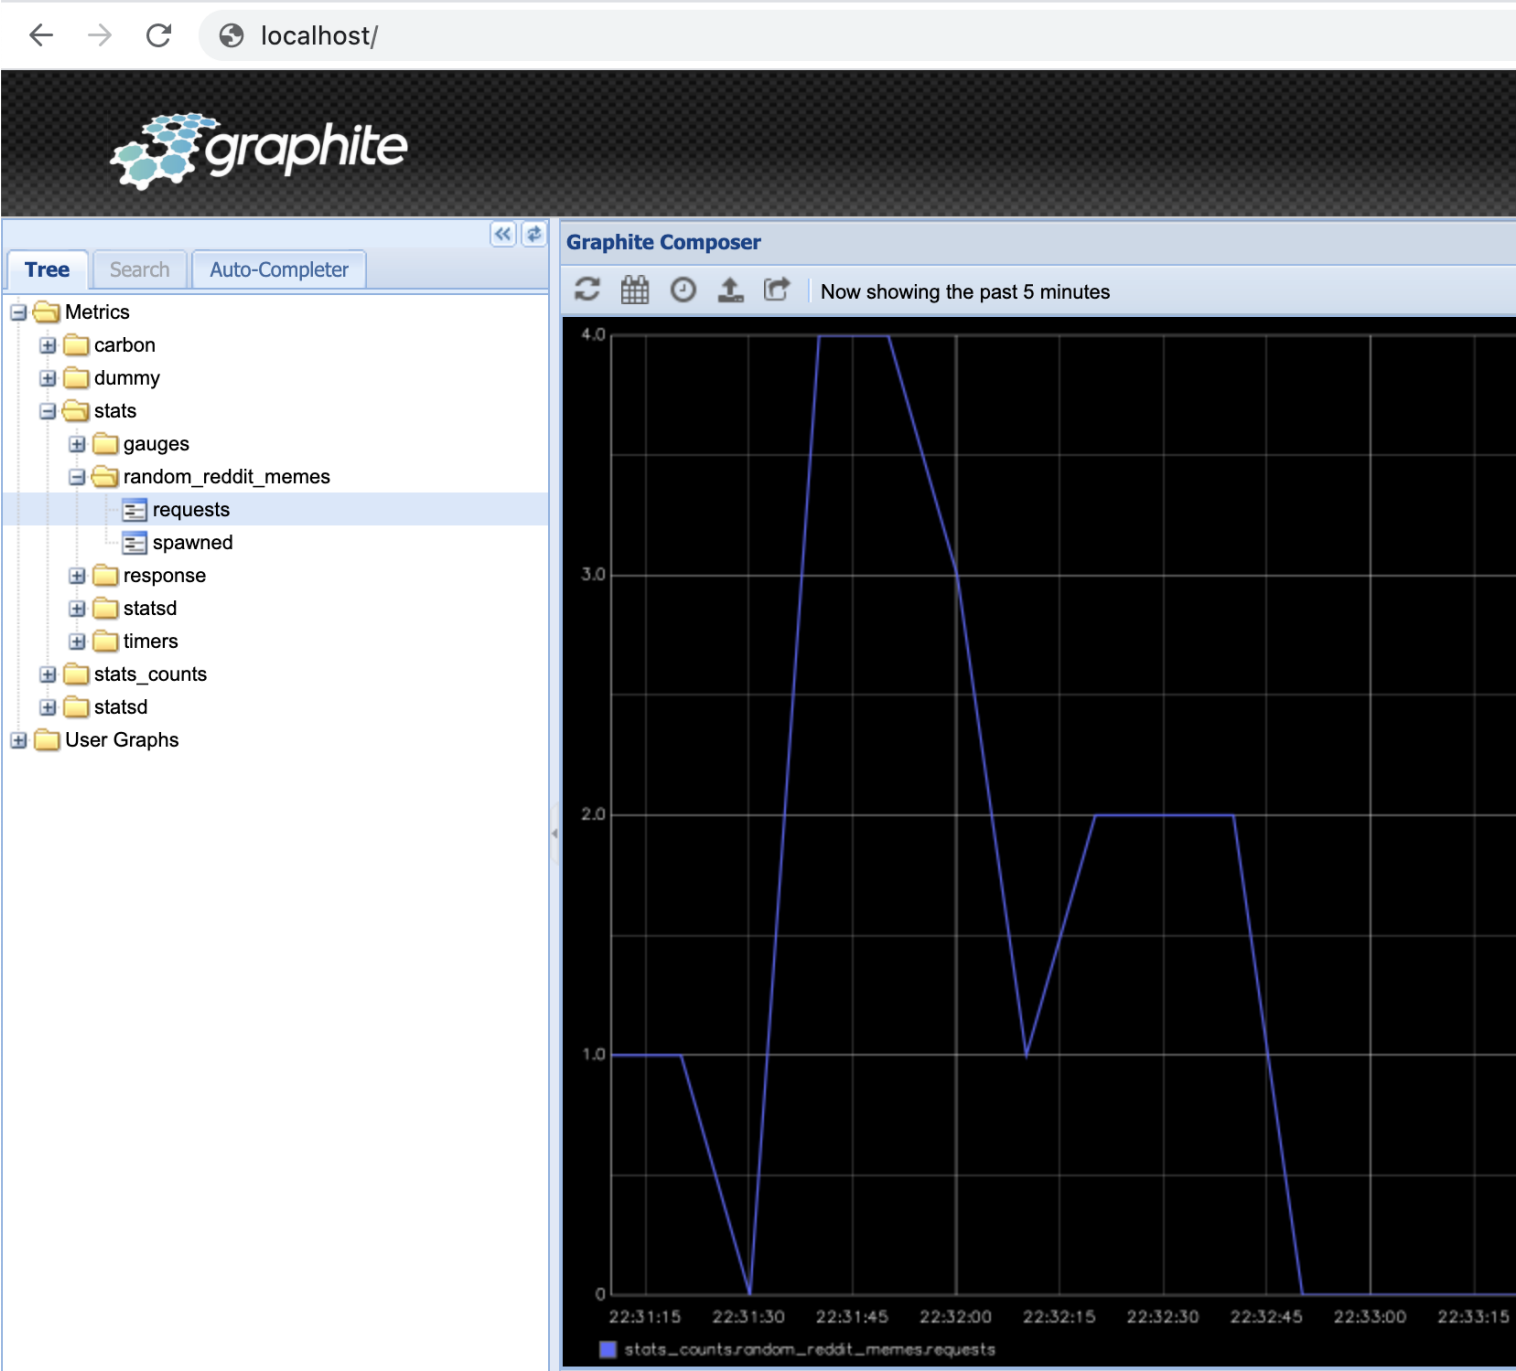 localhost/
graphite
Tree Search Auto-Completer
Metrics
carbon
dummy
stats
gauges
random_reddit_memes
requests
spawned
response
statsd
timers
stats_counts
statsd
User Graphs
Graphite Composer
Now showing the past 5 minutes
4.0
3.0
2.0
1.0
0
22:31:15 22:31:30 22:31:45 22:32:00 22:32:15 22:32:30 22:32:45 22:33:00 22:33:15
stats_counts.random_reddit_memes.requests